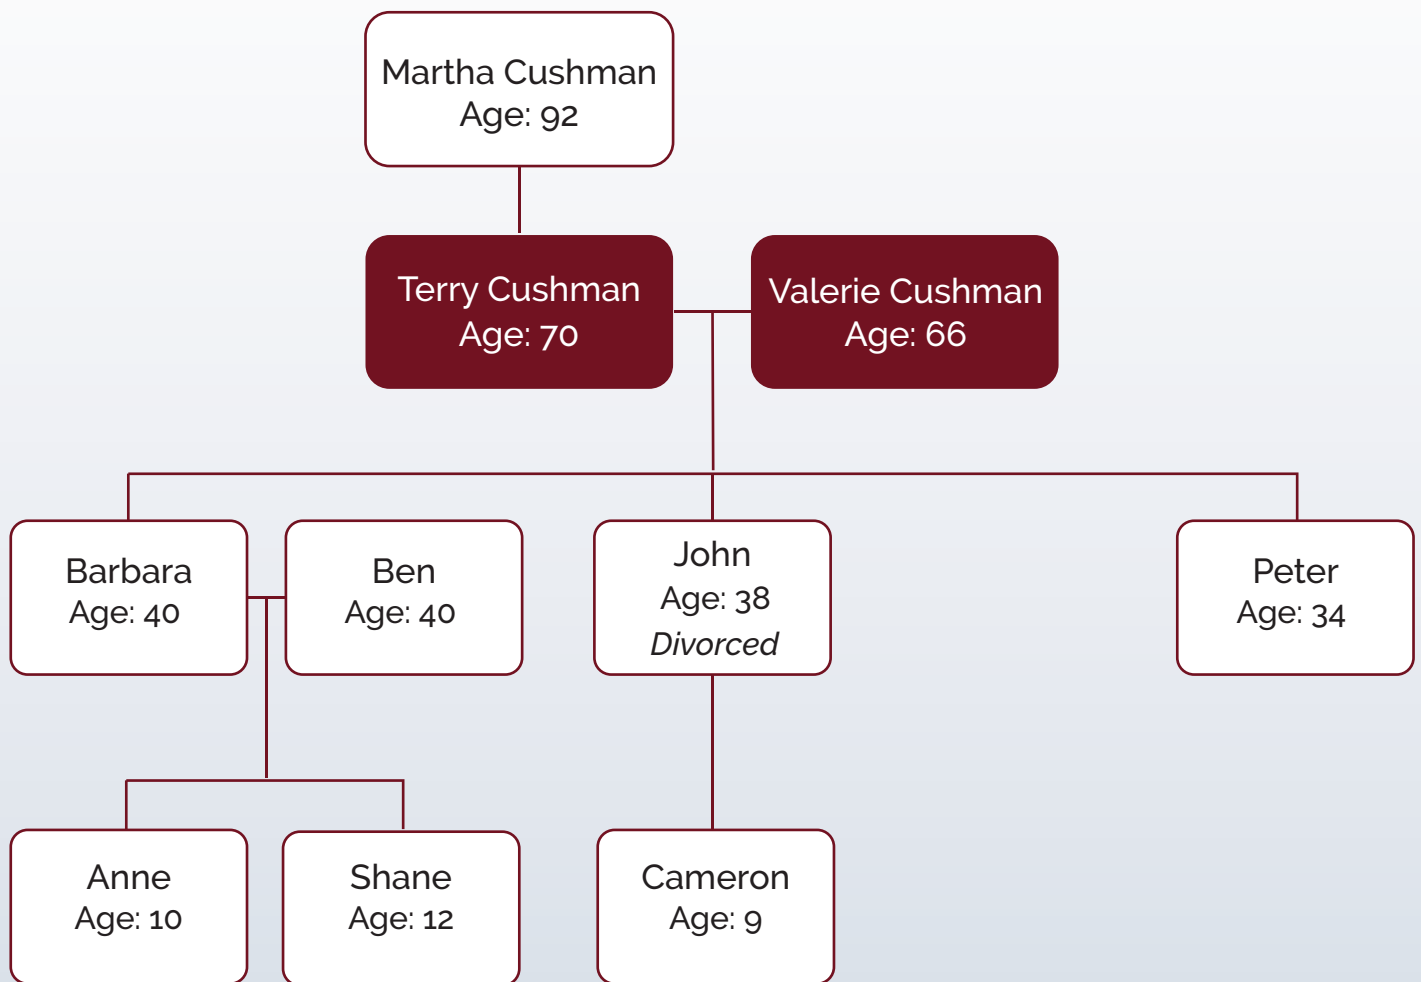 Martha Cushman
Age: 92
Terry Cushman
Age: 70
Valerie Cushman
Age: 66
Barbara
Age: 40
Ben
Age: 40
John
Age: 38
Divorced
Peter
Age: 34
Anne
Age: 10
Shane
Age: 12
Cameron
Age: 9